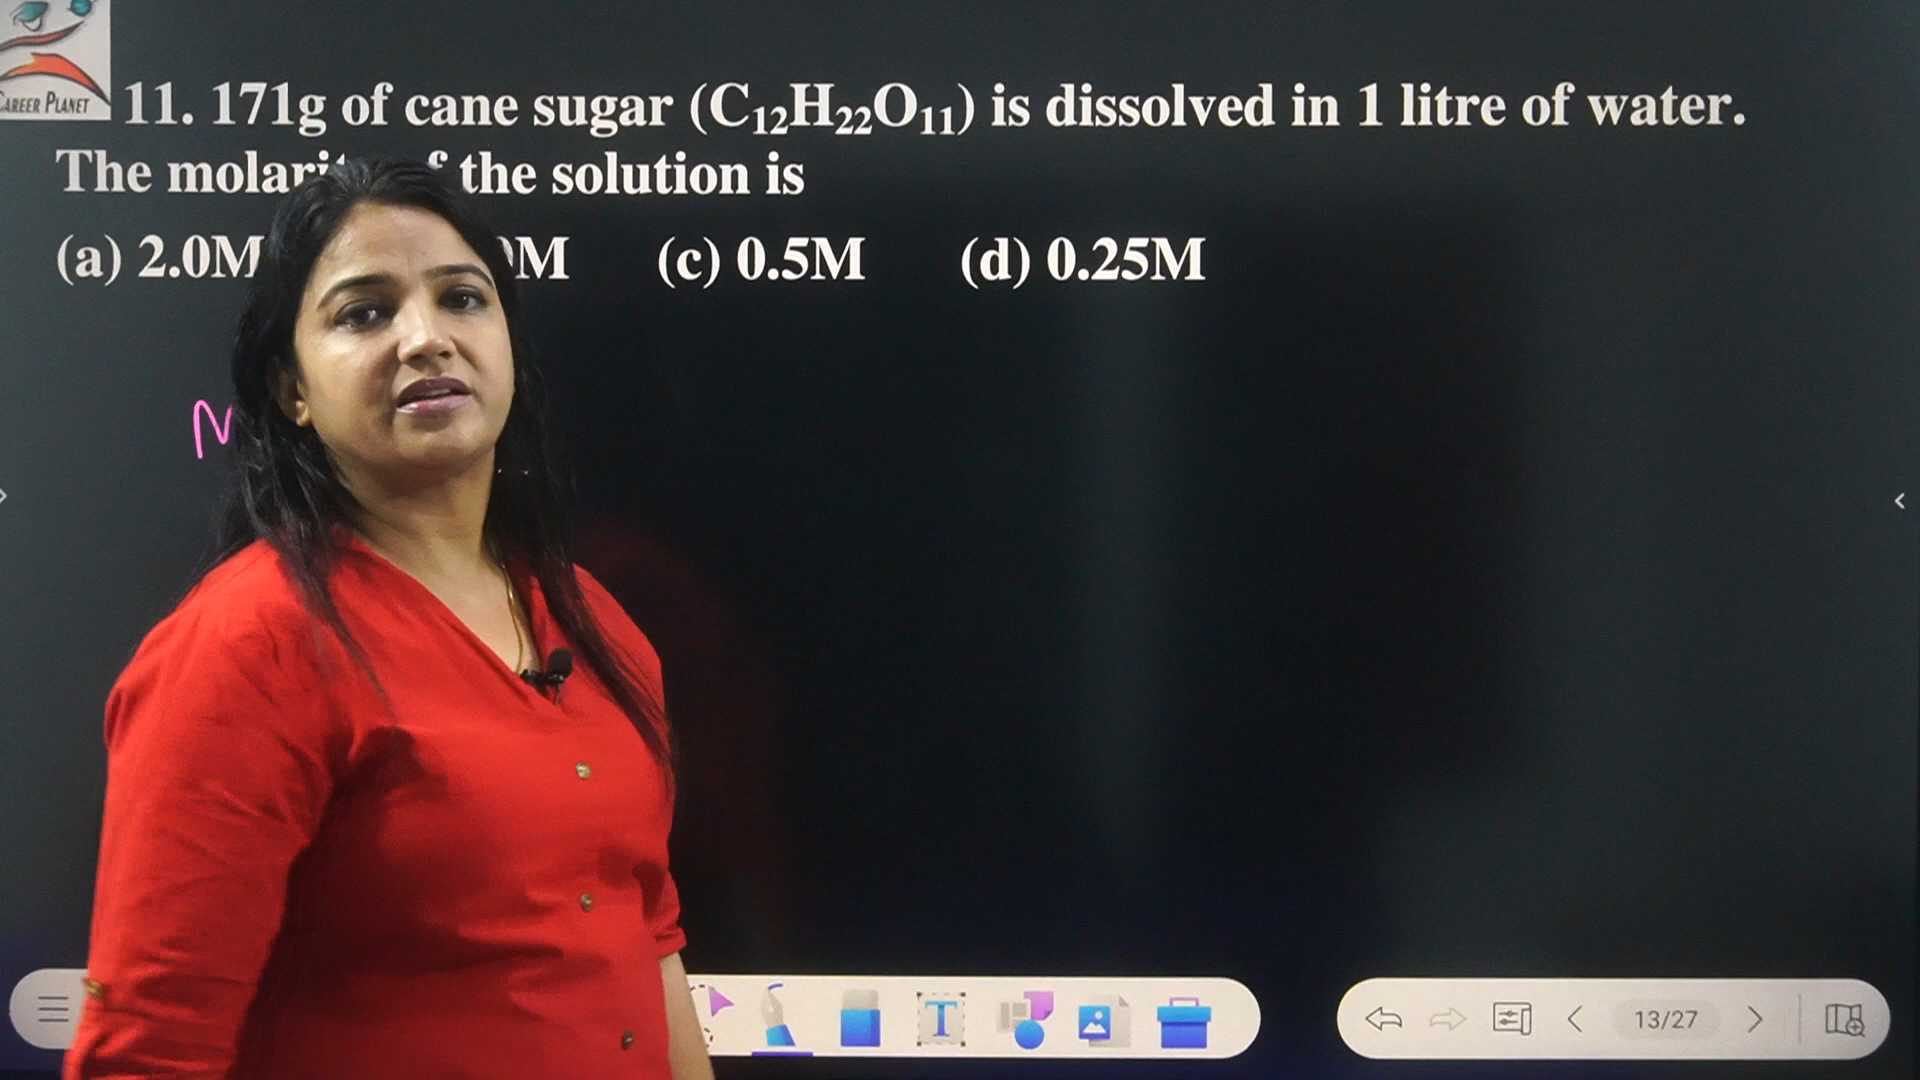 CAREER PLANET
11. 171g of cane sugar (C₁₂H₂₂O₁₁) is dissolved in 1 litre of water.
The of the solution is
(a) 2.0M (c) 0.5M (d) 0.25M
T
13/27